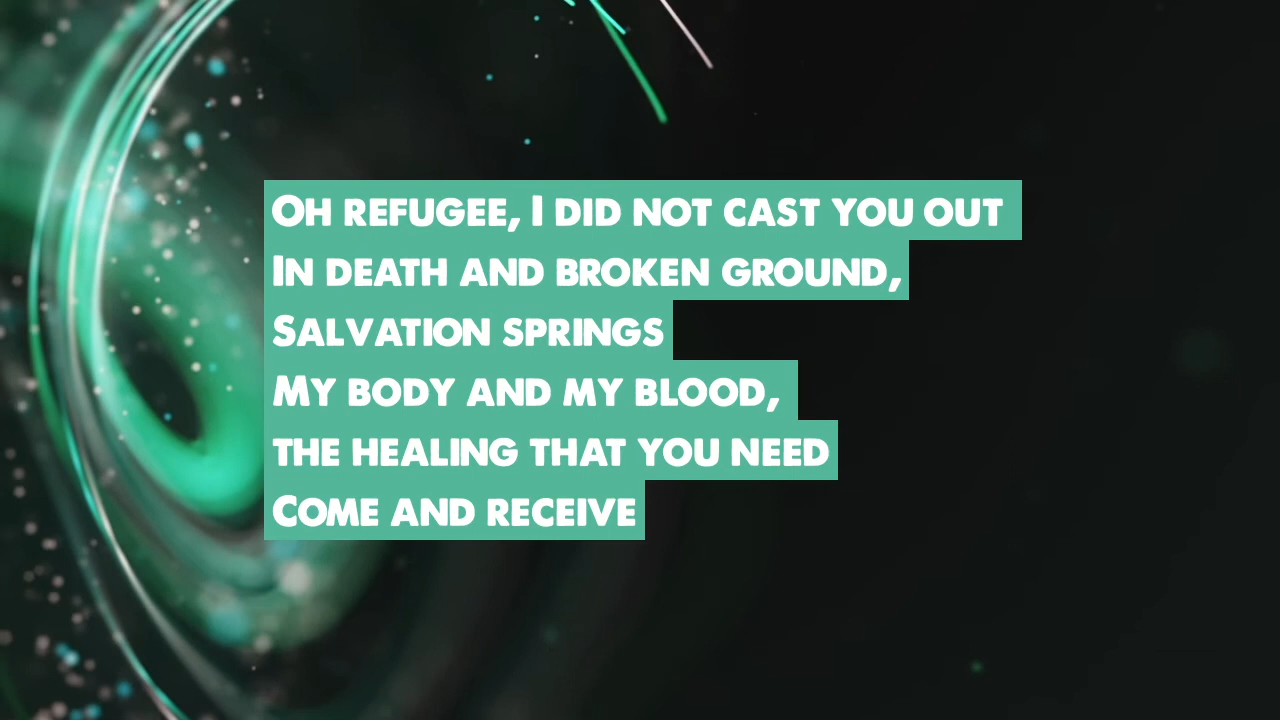 Oh refugee, I did not cast you out
In death and broken ground,
Salvation springs
My body and my blood,
the healing that you need
Come and receive